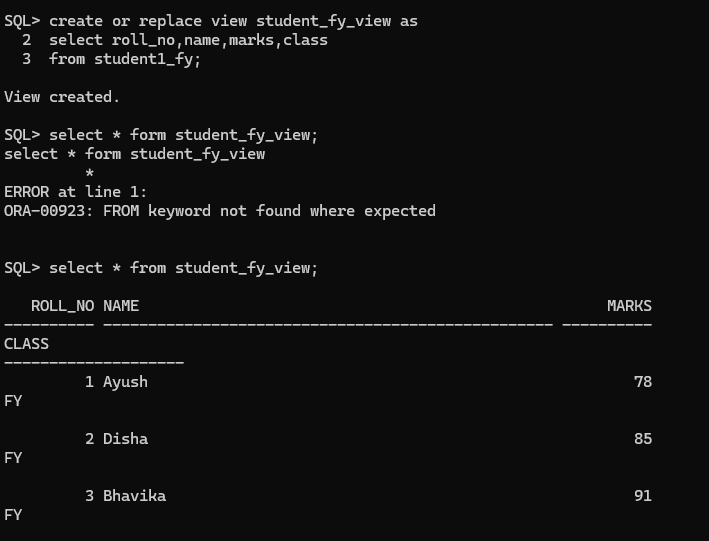 SQL> create or replace view student_fy_view as
  2  select roll_no,name,marks,class
  3  from student1_fy;

View created.

SQL> select * form student_fy_view;
select * form student_fy_view
         *
ERROR at line 1:
ORA-00923: FROM keyword not found where expected


SQL> select * from student_fy_view;

   ROLL_NO NAME                                                    MARKS
---------- -------------------------------------------------- ----------
CLASS
--------------------
         1 Ayush                                                      78
FY

         2 Disha                                                      85
FY

         3 Bhavika                                                    91
FY